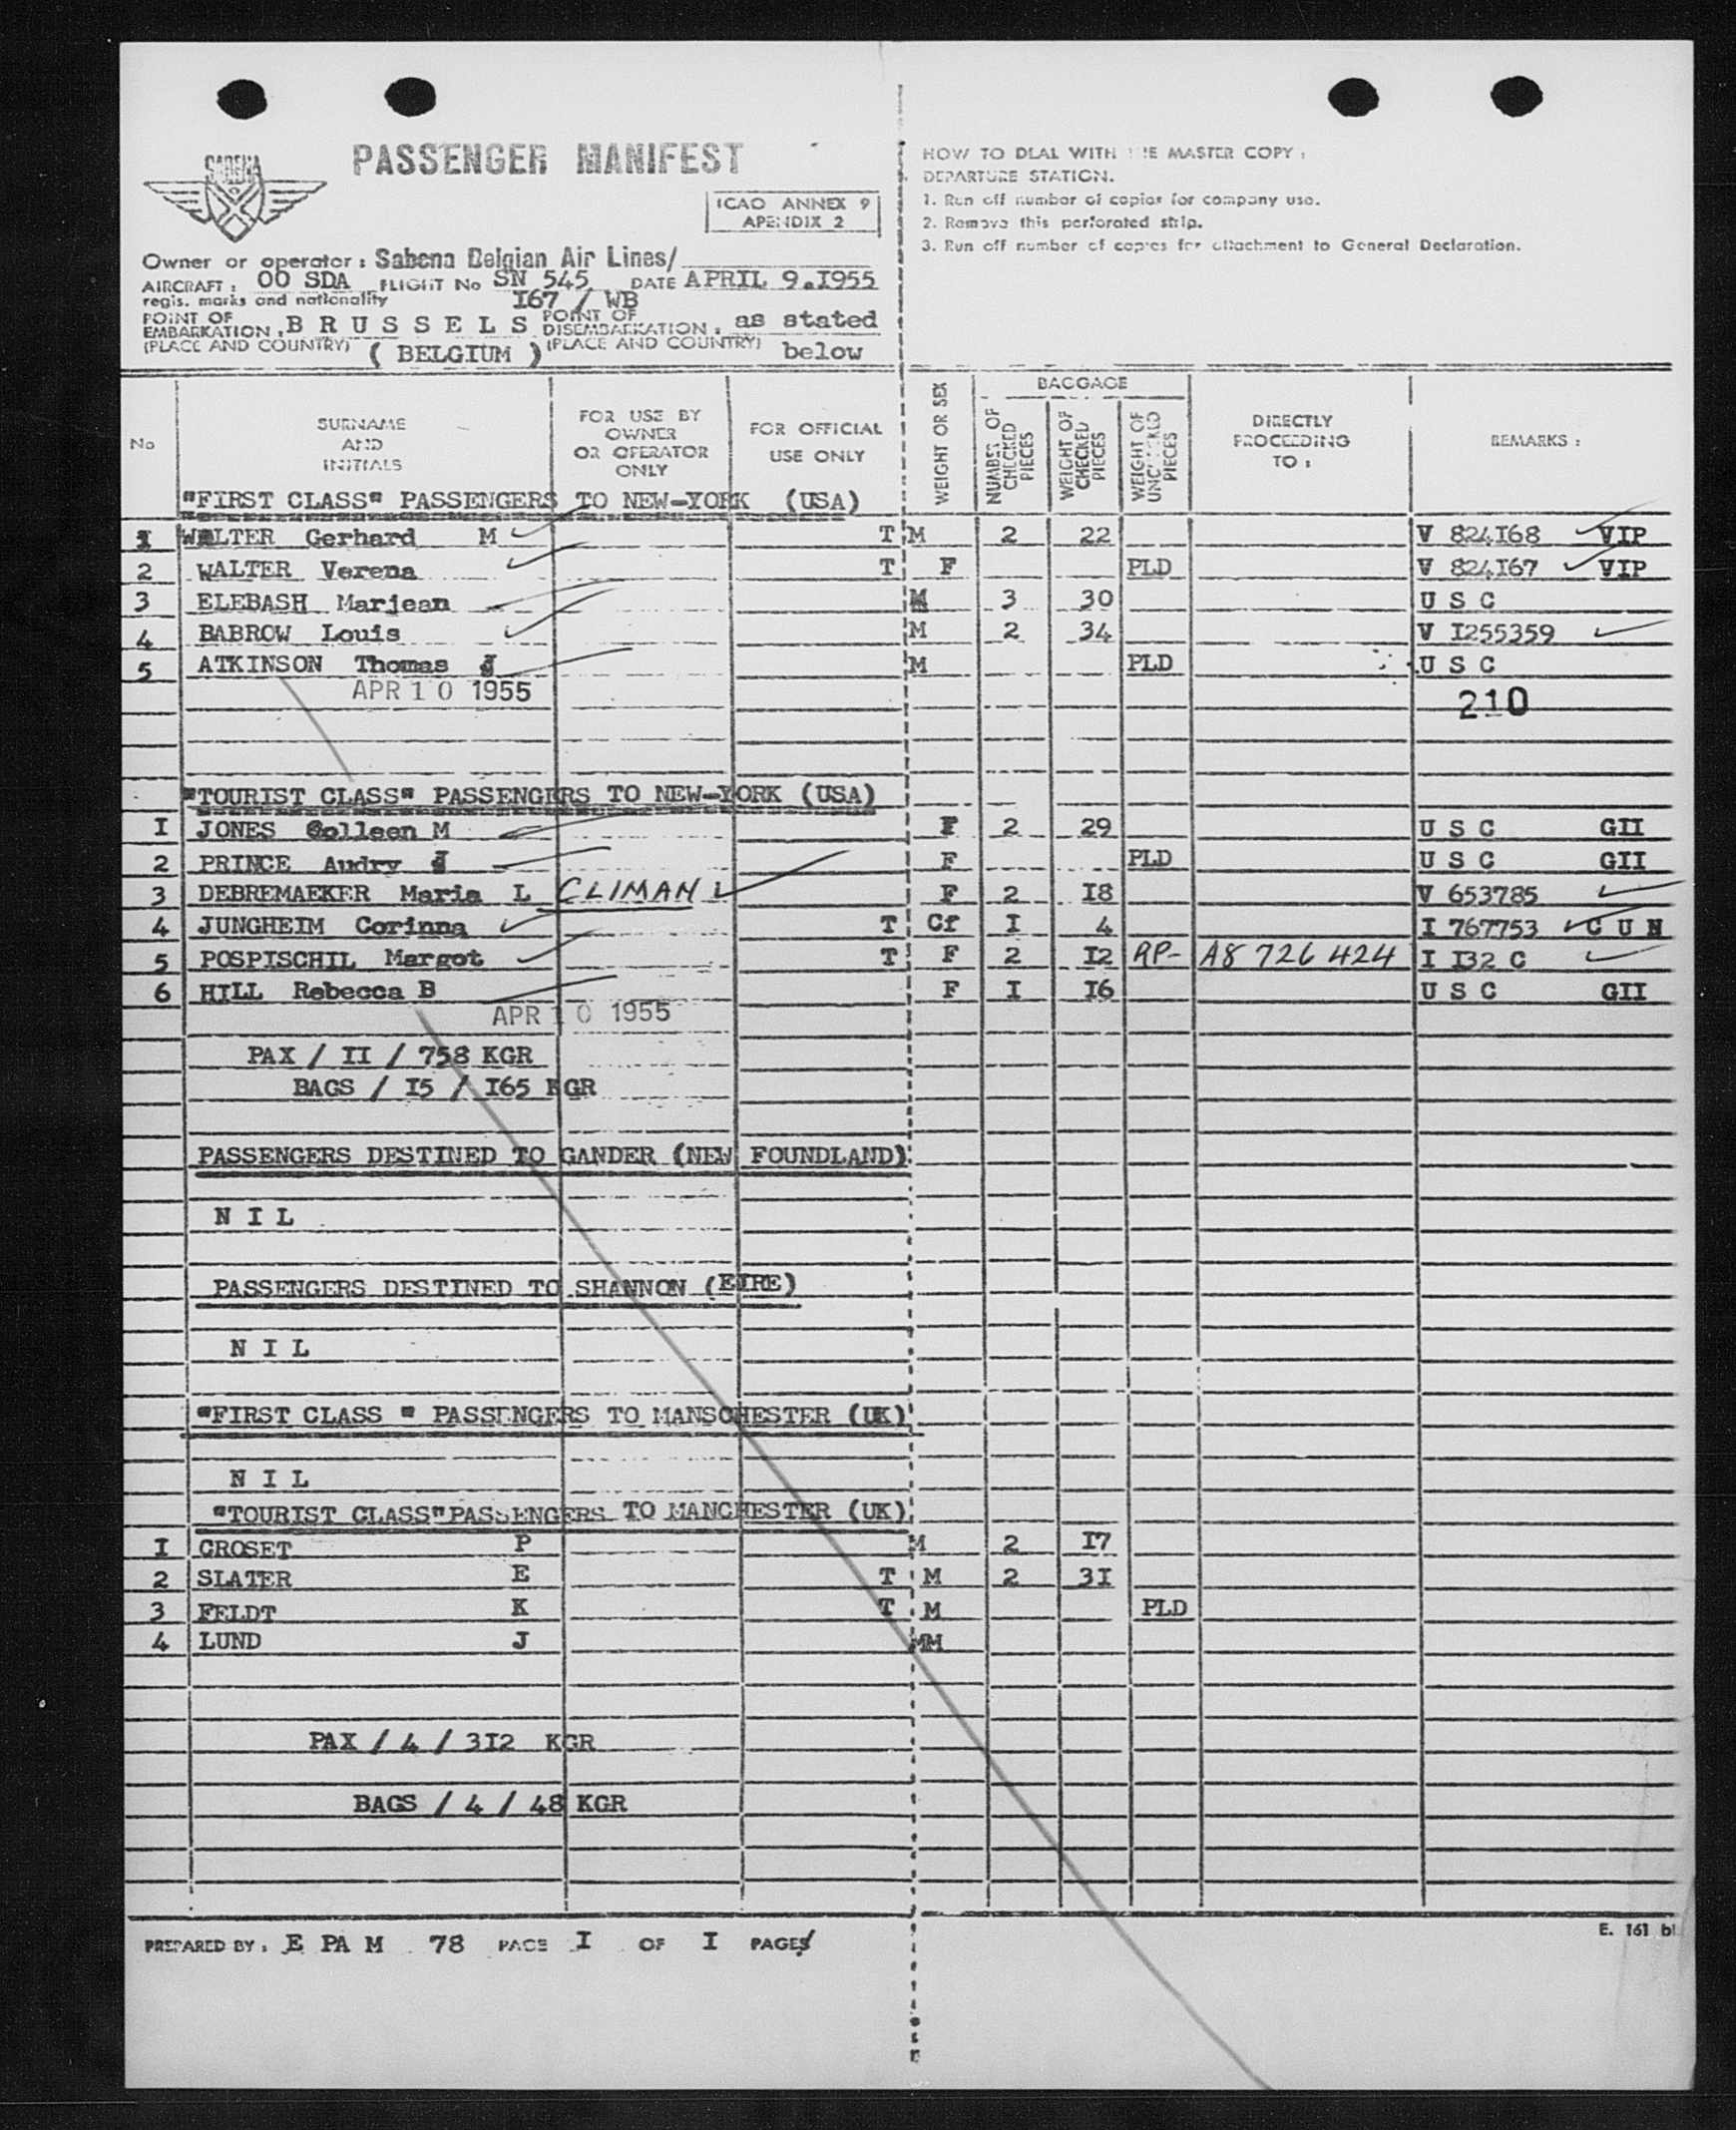 SABENA
PASSENGER MANIFEST
ICAO ANNEX 9
APENDIX 2
HOW TO DEAL WITH THE MASTER COPY :
DEPARTURE STATION.
1. Run off number of copies for company use.
2. Remove this perforated strip.
3. Run off number of copies for attachment to General Declaration.
Owner or operator : Sabena Belgian Air Lines/
AIRCRAFT : OO SDA FLIGHT No SN 545 DATE APRIL 9.I955
regis. marks and nationality I67 / WB
POINT OF EMBARKATION : B R U S S E L S POINT OF DISEMBARKATION : as stated
(PLACE AND COUNTRY) ( BELGIUM ) (PLACE AND COUNTRY) below
No
SURNAME AND INITIALS
FOR USE BY OWNER OR OPERATOR ONLY
FOR OFFICIAL USE ONLY
WEIGHT OR SEX
BAGGAGE
NUMBER OF CHECKED PIECES
WEIGHT OF CHECKED PIECES
WEIGHT OF UNCHECKED PIECES
DIRECTLY PROCEEDING TO :
REMARKS :
"FIRST CLASS" PASSENGERS TO NEW-YORK (USA)
I WALTER Gerhard M T M 2 22 V 824I68 VIP
2 WALTER Verena T F PLD V 824I67 VIP
3 ELEBASH Marjean M 3 30 U S C
4 BABROW Louis M 2 34 V I255359
5 ATKINSON Thomas J M PLD U S C
APR 10 1955 210
"TOURIST CLASS" PASSENGERS TO NEW-YORK (USA)
I JONES Colleen M F 2 29 U S C GII
2 PRINCE Audry J F PLD U S C GII
3 DEBREMAEKER Maria L CLIMAN F 2 I8 V 653785
4 JUNGHEIM Corinna T Cf I 4 I 767753 C U N
5 POSPISCHIL Margot T F 2 I2 RP- A8 726 424 I I32 C
6 HILL Rebecca B F I I6 U S C GII
APR 10 1955
PAX / II / 758 KGR
BAGS / I5 / I65 KGR
PASSENGERS DESTINED TO GANDER (NEW FOUNDLAND)
N I L
PASSENGERS DESTINED TO SHANNON (EIRE)
N I L
"FIRST CLASS " PASSENGERS TO MANSCHESTER (UK)
N I L
"TOURIST CLASS"PASSENGERS TO MANCHESTER (UK)
I CROSET P M 2 I7
2 SLATER E T M 2 3I
3 FELDT K T M PLD
4 LUND J MM
PAX / 4 / 3I2 KGR
BAGS / 4 / 48 KGR
E. 161 bl
PREPARED BY : E PA M 78 PAGE I OF I PAGES